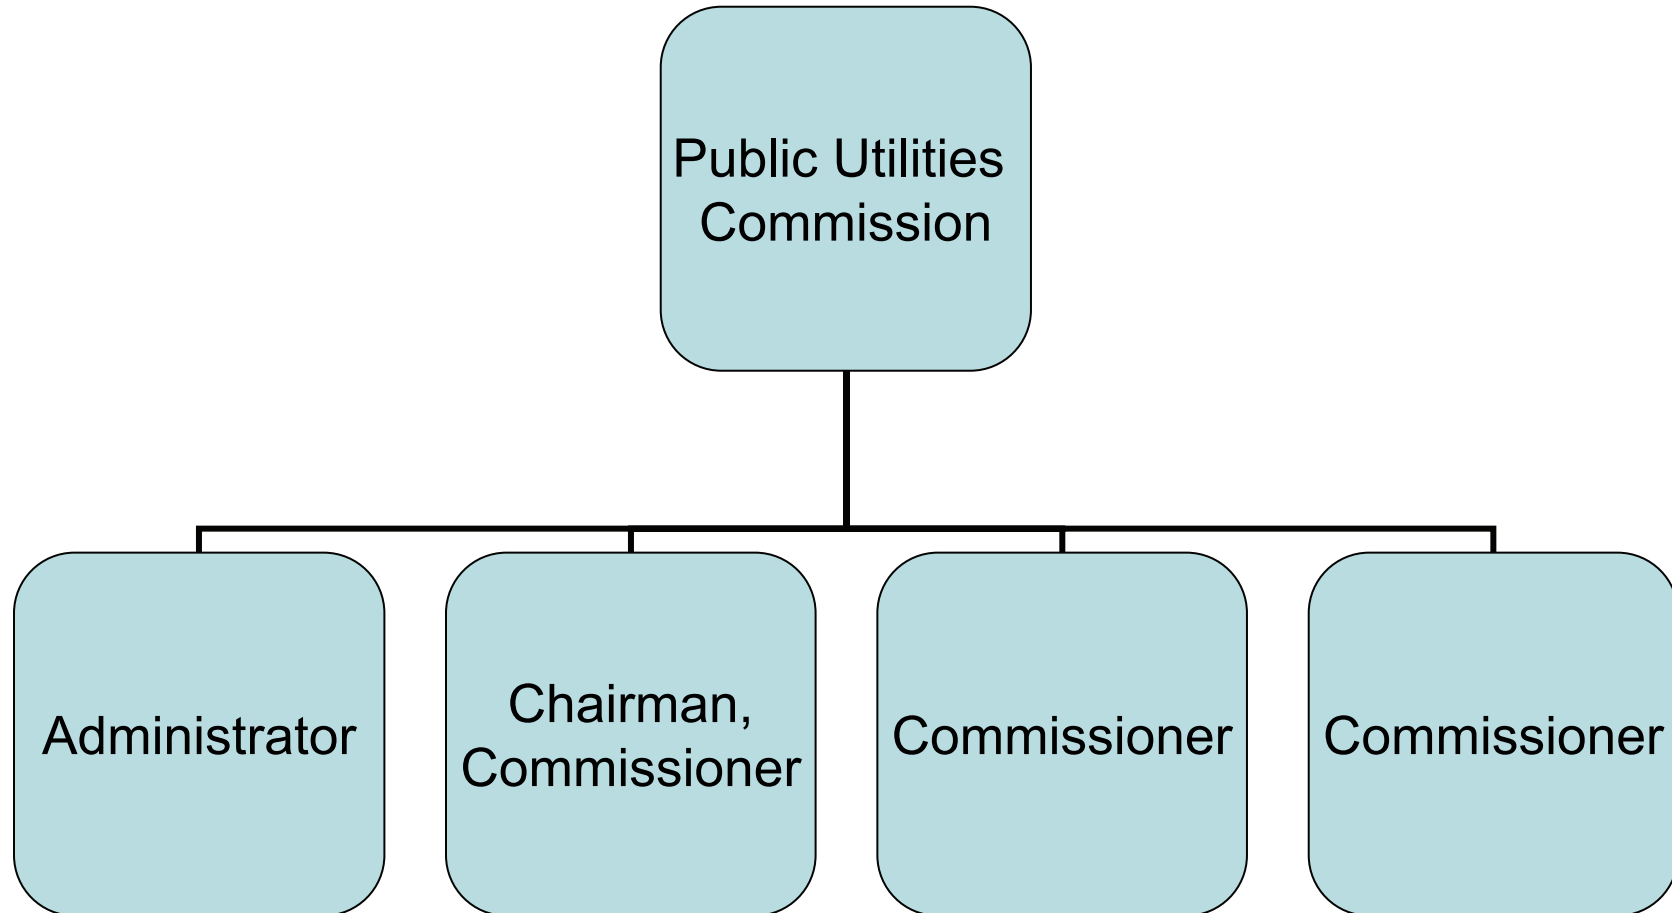 Public Utilities
Commission
Administrator
Chairman,
Commissioner
Commissioner
Commissioner